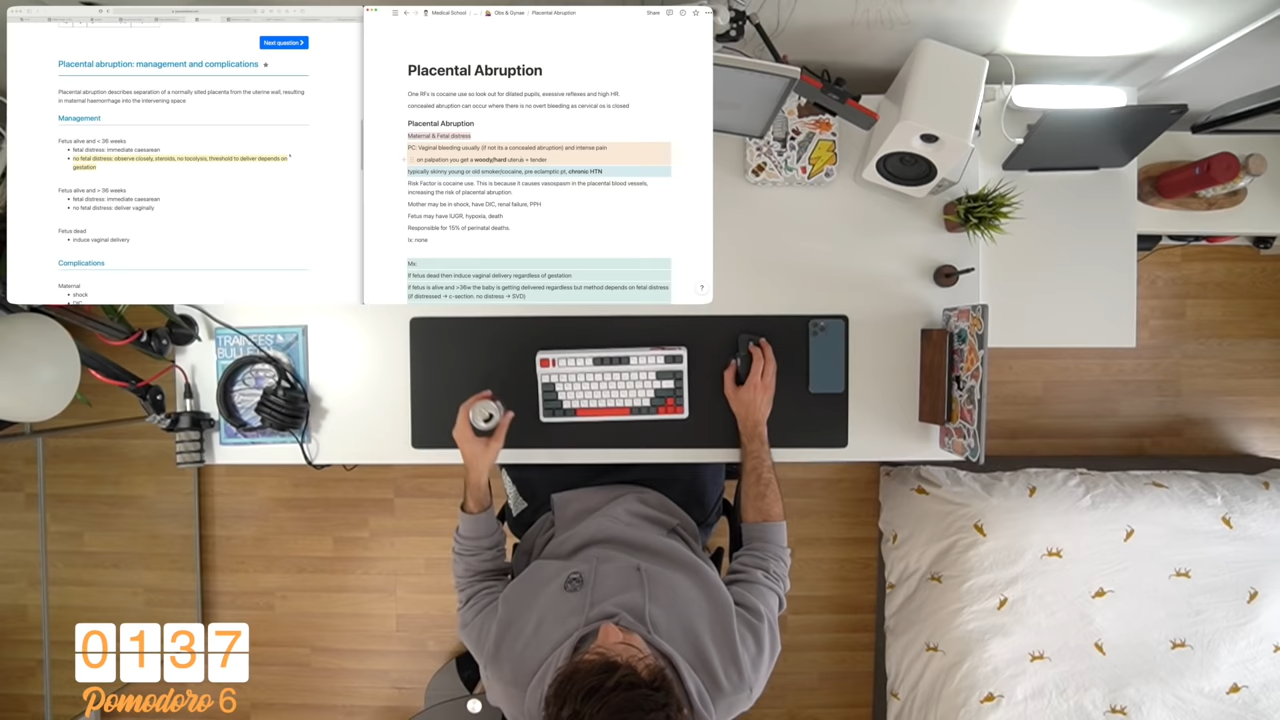 Next question
Placental abruption: management and complications
Placental abruption describes separation of a normally sited placenta from the uterine wall, resulting
in maternal haemorrhage into the intervening space
Management
Fetus alive and < 36 weeks
fetal distress: immediate caesarean
no fetal distress: observe closely, steroids, no tocolysis, threshold to deliver depends on
gestation
Fetus alive and > 36 weeks
fetal distress: immediate caesarean
no fetal distress: deliver vaginally
Fetus dead
induce vaginal delivery
Complications
Maternal
shock
DIC
Medical School / ... / Obs & Gynae / Placental Abruption
Share
Placental Abruption
One RFs is cocaine use so look out for dilated pupils, exessive reflexes and high HR.
concealed abruption can occur where there is no overt bleeding as cervical os is closed
Placental Abruption
Maternal & Fetal distress
PC: Vaginal bleeding usually (if not its a concealed abruption) and intense pain
on palpation you get a woody/hard uterus + tender
typically skinny young or old smoke/cocaine, pre eclamptic pt, chronic HTN
Risk Factor is cocaine use. This is because it causes vasospasm in the placental blood vessels,
increasing the risk of placental abruption.
Mother may be in shock, have DIC, renal failure, PPH
Fetus may have IUGR, hypoxia, death
Responsible for 15% of perinatal deaths.
Ix: none
Mx:
If fetus dead then induce vaginal delivery regardless of gestation
If fetus is alive and >36w the baby is getting delivered regardless but method depends on fetal distress
(if distressed → c-section. no distress → SVD)
?
TRAINEES'
BULLETIN
0137
Pomodoro 6